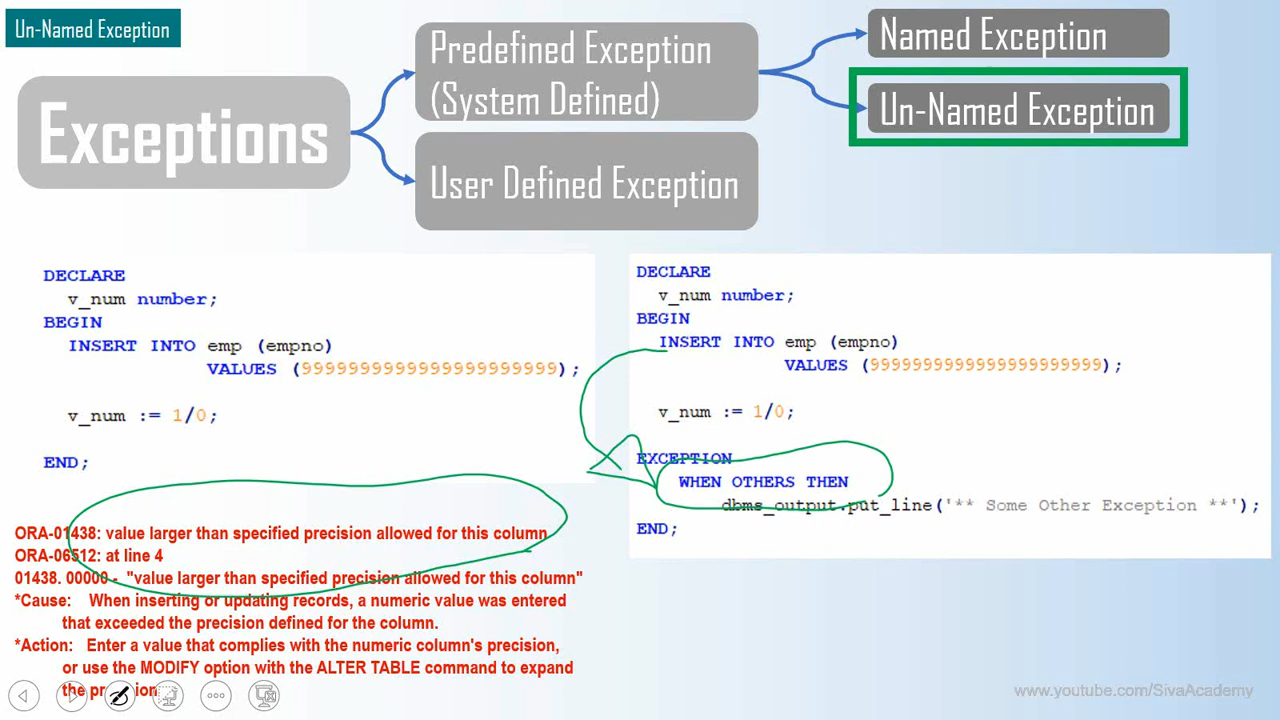 Un-Named Exception
Exceptions
Predefined Exception
(System Defined)
User Defined Exception
Named Exception
Un-Named Exception
DECLARE
v_num number;
BEGIN
INSERT INTO emp (empno)
VALUES (9999999999999999999999);
v_num := 1/0;
END;
ORA-01438: value larger than specified precision allowed for this column
ORA-06512: at line 4
01438. 00000 - "value larger than specified precision allowed for this column"
*Cause: When inserting or updating records, a numeric value was entered
that exceeded the precision defined for the column.
*Action: Enter a value that complies with the numeric column's precision,
or use the MODIFY option with the ALTER TABLE command to expand
the precision
DECLARE
v_num number;
BEGIN
INSERT INTO emp (empno)
VALUES (9999999999999999999999);
v_num := 1/0;
EXCEPTION
WHEN OTHERS THEN
dbms_output.put_line('** Some Other Exception **');
END;
www.youtube.com/SivaAcademy